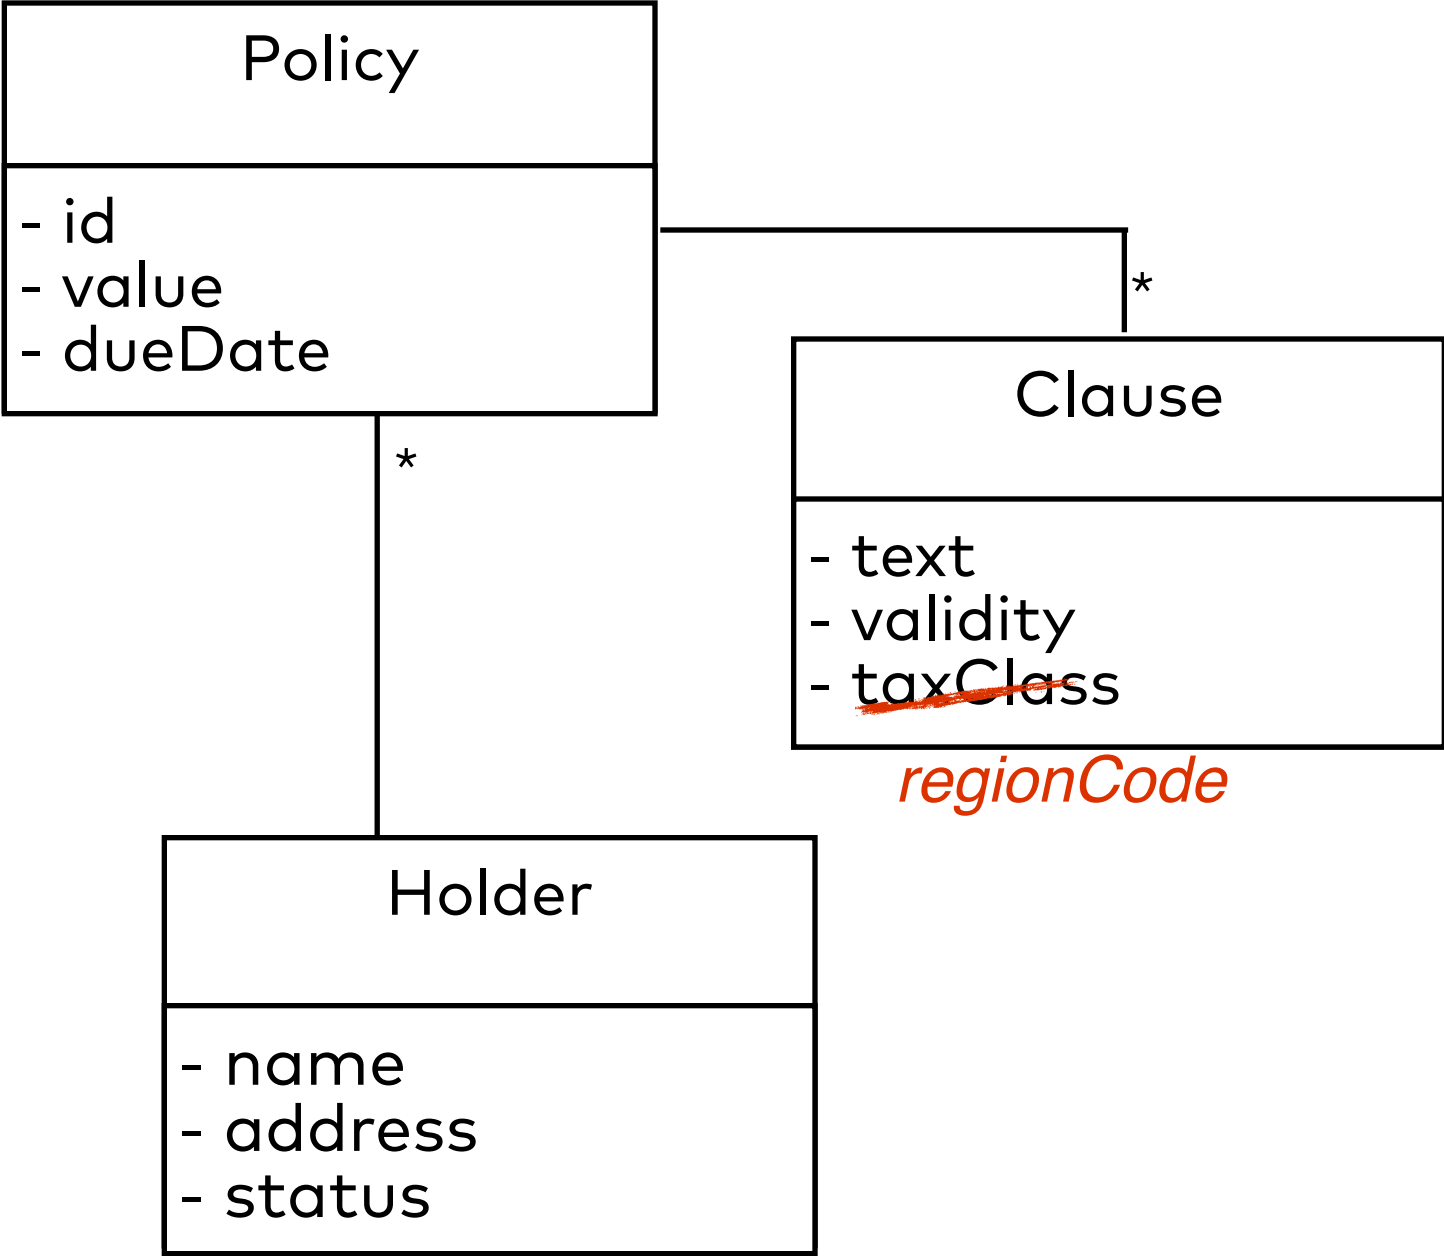 Policy
- id
- value
- dueDate
*
*
Clause
- text
- validity
- taxClass
regionCode
Holder
- name
- address
- status